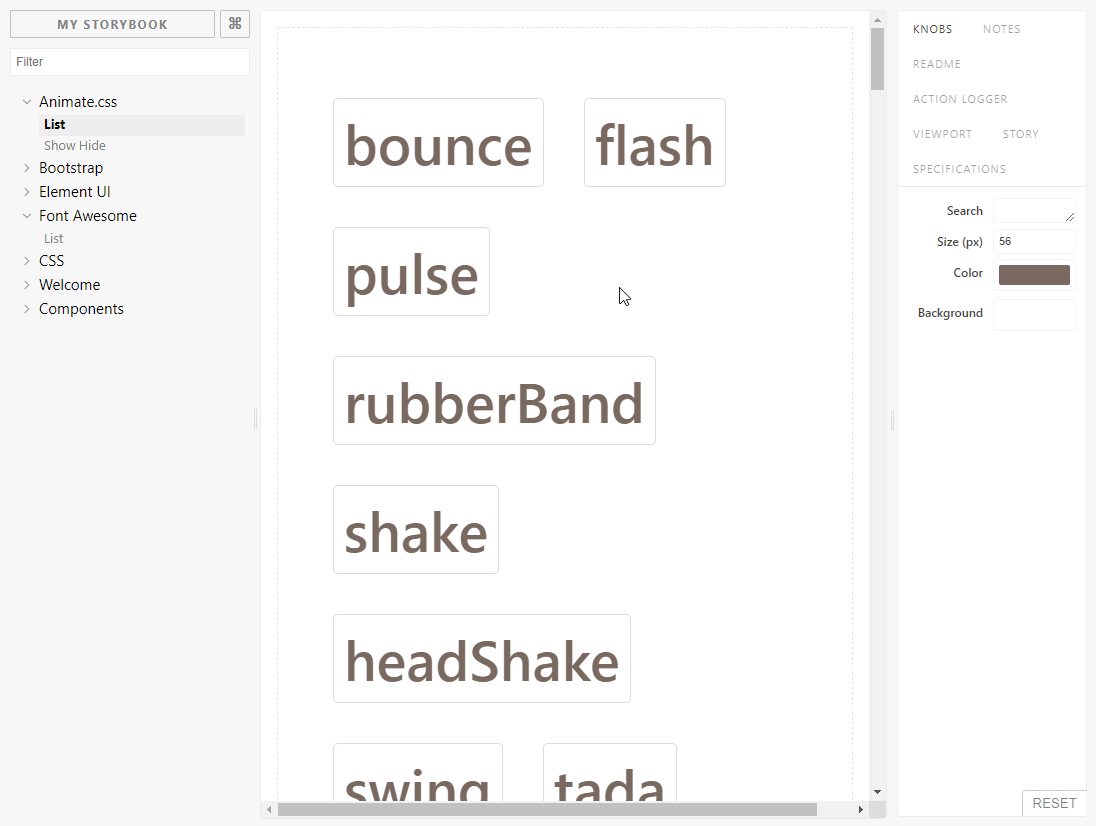 MY STORYBOOK
⌘
Filter
Animate.css
List
Show Hide
Bootstrap
Element UI
Font Awesome
List
CSS
Welcome
Components
bounce
flash
pulse
rubberBand
shake
headShake
swing
tada
KNOBS
NOTES
README
ACTION LOGGER
VIEWPORT
STORY
SPECIFICATIONS
Search
Size (px)
56
Color
Background
RESET